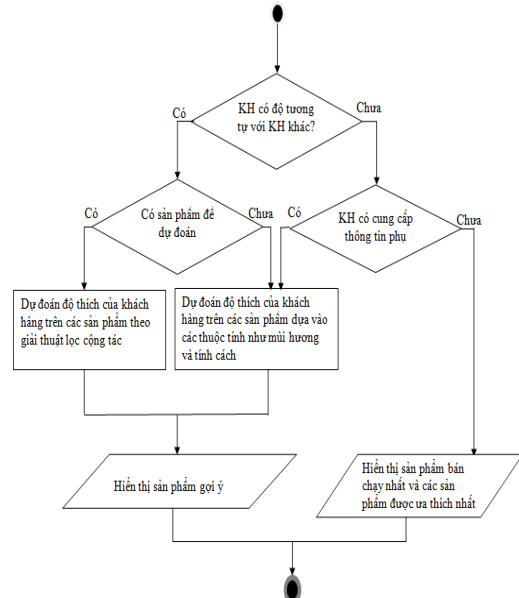 KH có độ tương
tự với KH khác?
Có
Chưa
Có sản phẩm để
dự đoán
Có
Chưa
KH có cung cấp
thông tin phụ
Có
Chưa
Dự đoán độ thích của khách
hàng trên các sản phẩm theo
giải thuật lọc cộng tác
Dự đoán độ thích của khách
hàng trên các sản phẩm dựa vào
các thuộc tính như mùi hương
và tính cách
Hiển thị sản phẩm gợi ý
Hiển thị sản phẩm bán
chạy nhất và các sản
phẩm được ưa thích nhất